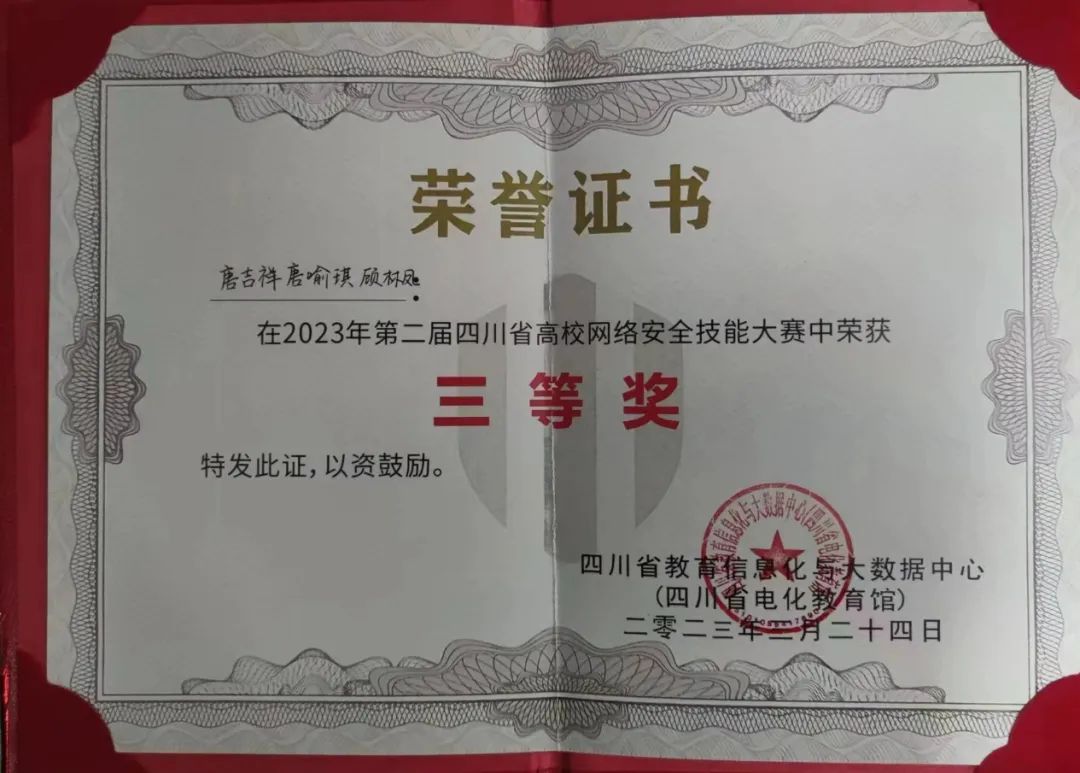 荣誉证书
唐吉祥 唐喻琪 顾林凤
在2023年第二届四川省高校网络安全技能大赛中荣获
三等奖
特发此证,以资鼓励。
四川省教育信息化与大数据中心
(四川省电化教育馆)
二零二三年二月二十四日